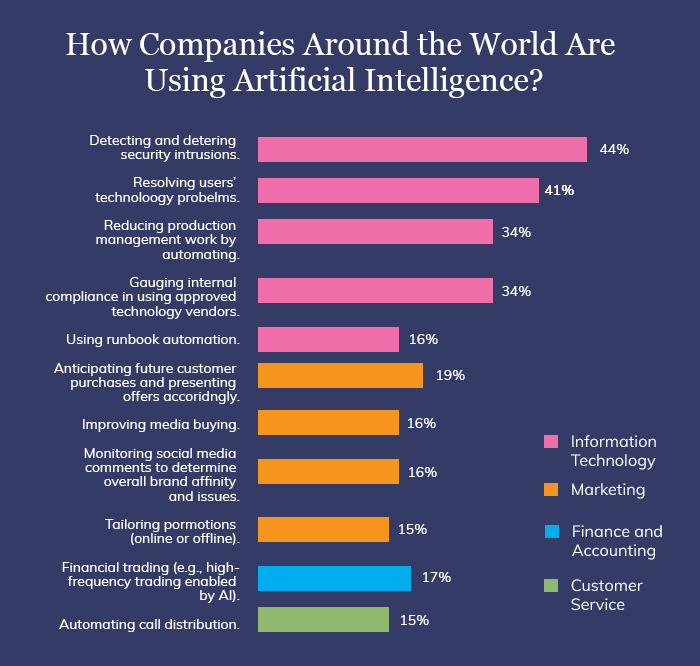 How Companies Around the World Are
Using Artificial Intelligence?
Detecting and detering
security intrusions.
44%
Resolving users’
technoloogy probelms.
41%
Reducing production
management work by
automating.
34%
Gauging internal
compliance in using approved
technology vendors.
34%
Using runbook automation.
16%
Anticipating future customer
purchases and presenting
offers accoridngly.
19%
Improving media buying.
16%
Monitoring social media
comments to determine
overall brand affinity
and issues.
16%
Tailoring pormotions
(online or offline).
15%
Financial trading (e.g., high-
frequency trading enabled
by AI).
17%
Automating call distribution.
15%
Information
Technology
Marketing
Finance and
Accounting
Customer
Service